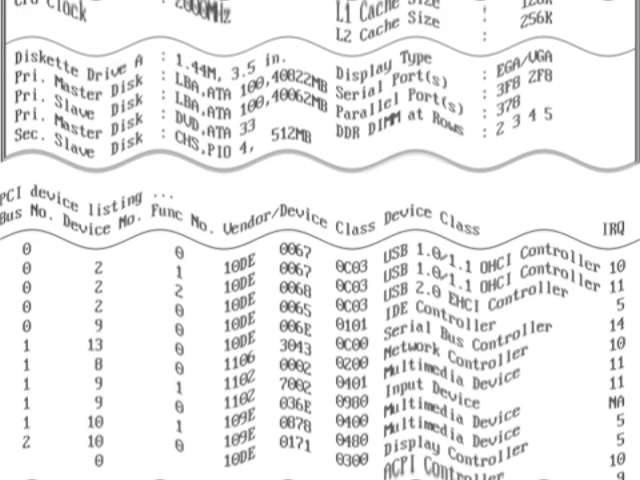 CPU Clock : 2000MHz L1 Cache Size : 128K
L2 Cache Size : 256K
Diskette Drive A : 1.44M, 3.5 in. Display Type : EGA/VGA
Pri. Master Disk : LBA,ATA 100,40822MB Serial Port(s) : 3F8 2F8
Pri. Slave Disk : LBA,ATA 100,40062MB Parallel Port(s) : 378
Pri. Master Disk : DVD,ATA 33 DDR DIMM at Rows : 2 3 4 5
Sec. Slave Disk : CHS,PIO 4, 512MB
PCI device listing ...
Bus No. Device No. Func No. Vendor/Device Class Device Class IRQ
0 2 0 10DE 0067 0C03 USB 1.0/1.1 OHCI Controller 10
0 2 1 10DE 0067 0C03 USB 1.0/1.1 OHCI Controller 11
0 2 2 10DE 0068 0C03 USB 2.0 EHCI Controller 5
0 9 0 10DE 0065 0101 IDE Controller 14
0 13 0 10DE 006E 0C00 Serial Bus Controller 10
1 8 0 1106 3043 0200 Network Controller 11
1 9 0 1102 0002 0401 Multimedia Device 11
1 9 1 1102 7002 0980 Input Device NA
1 10 0 109E 036E 0400 Multimedia Device 5
1 10 0 109E 0878 0480 Multimedia Device 5
2 0 0 10DE 0171 0300 Display Controller 10
ACPI Controller 9